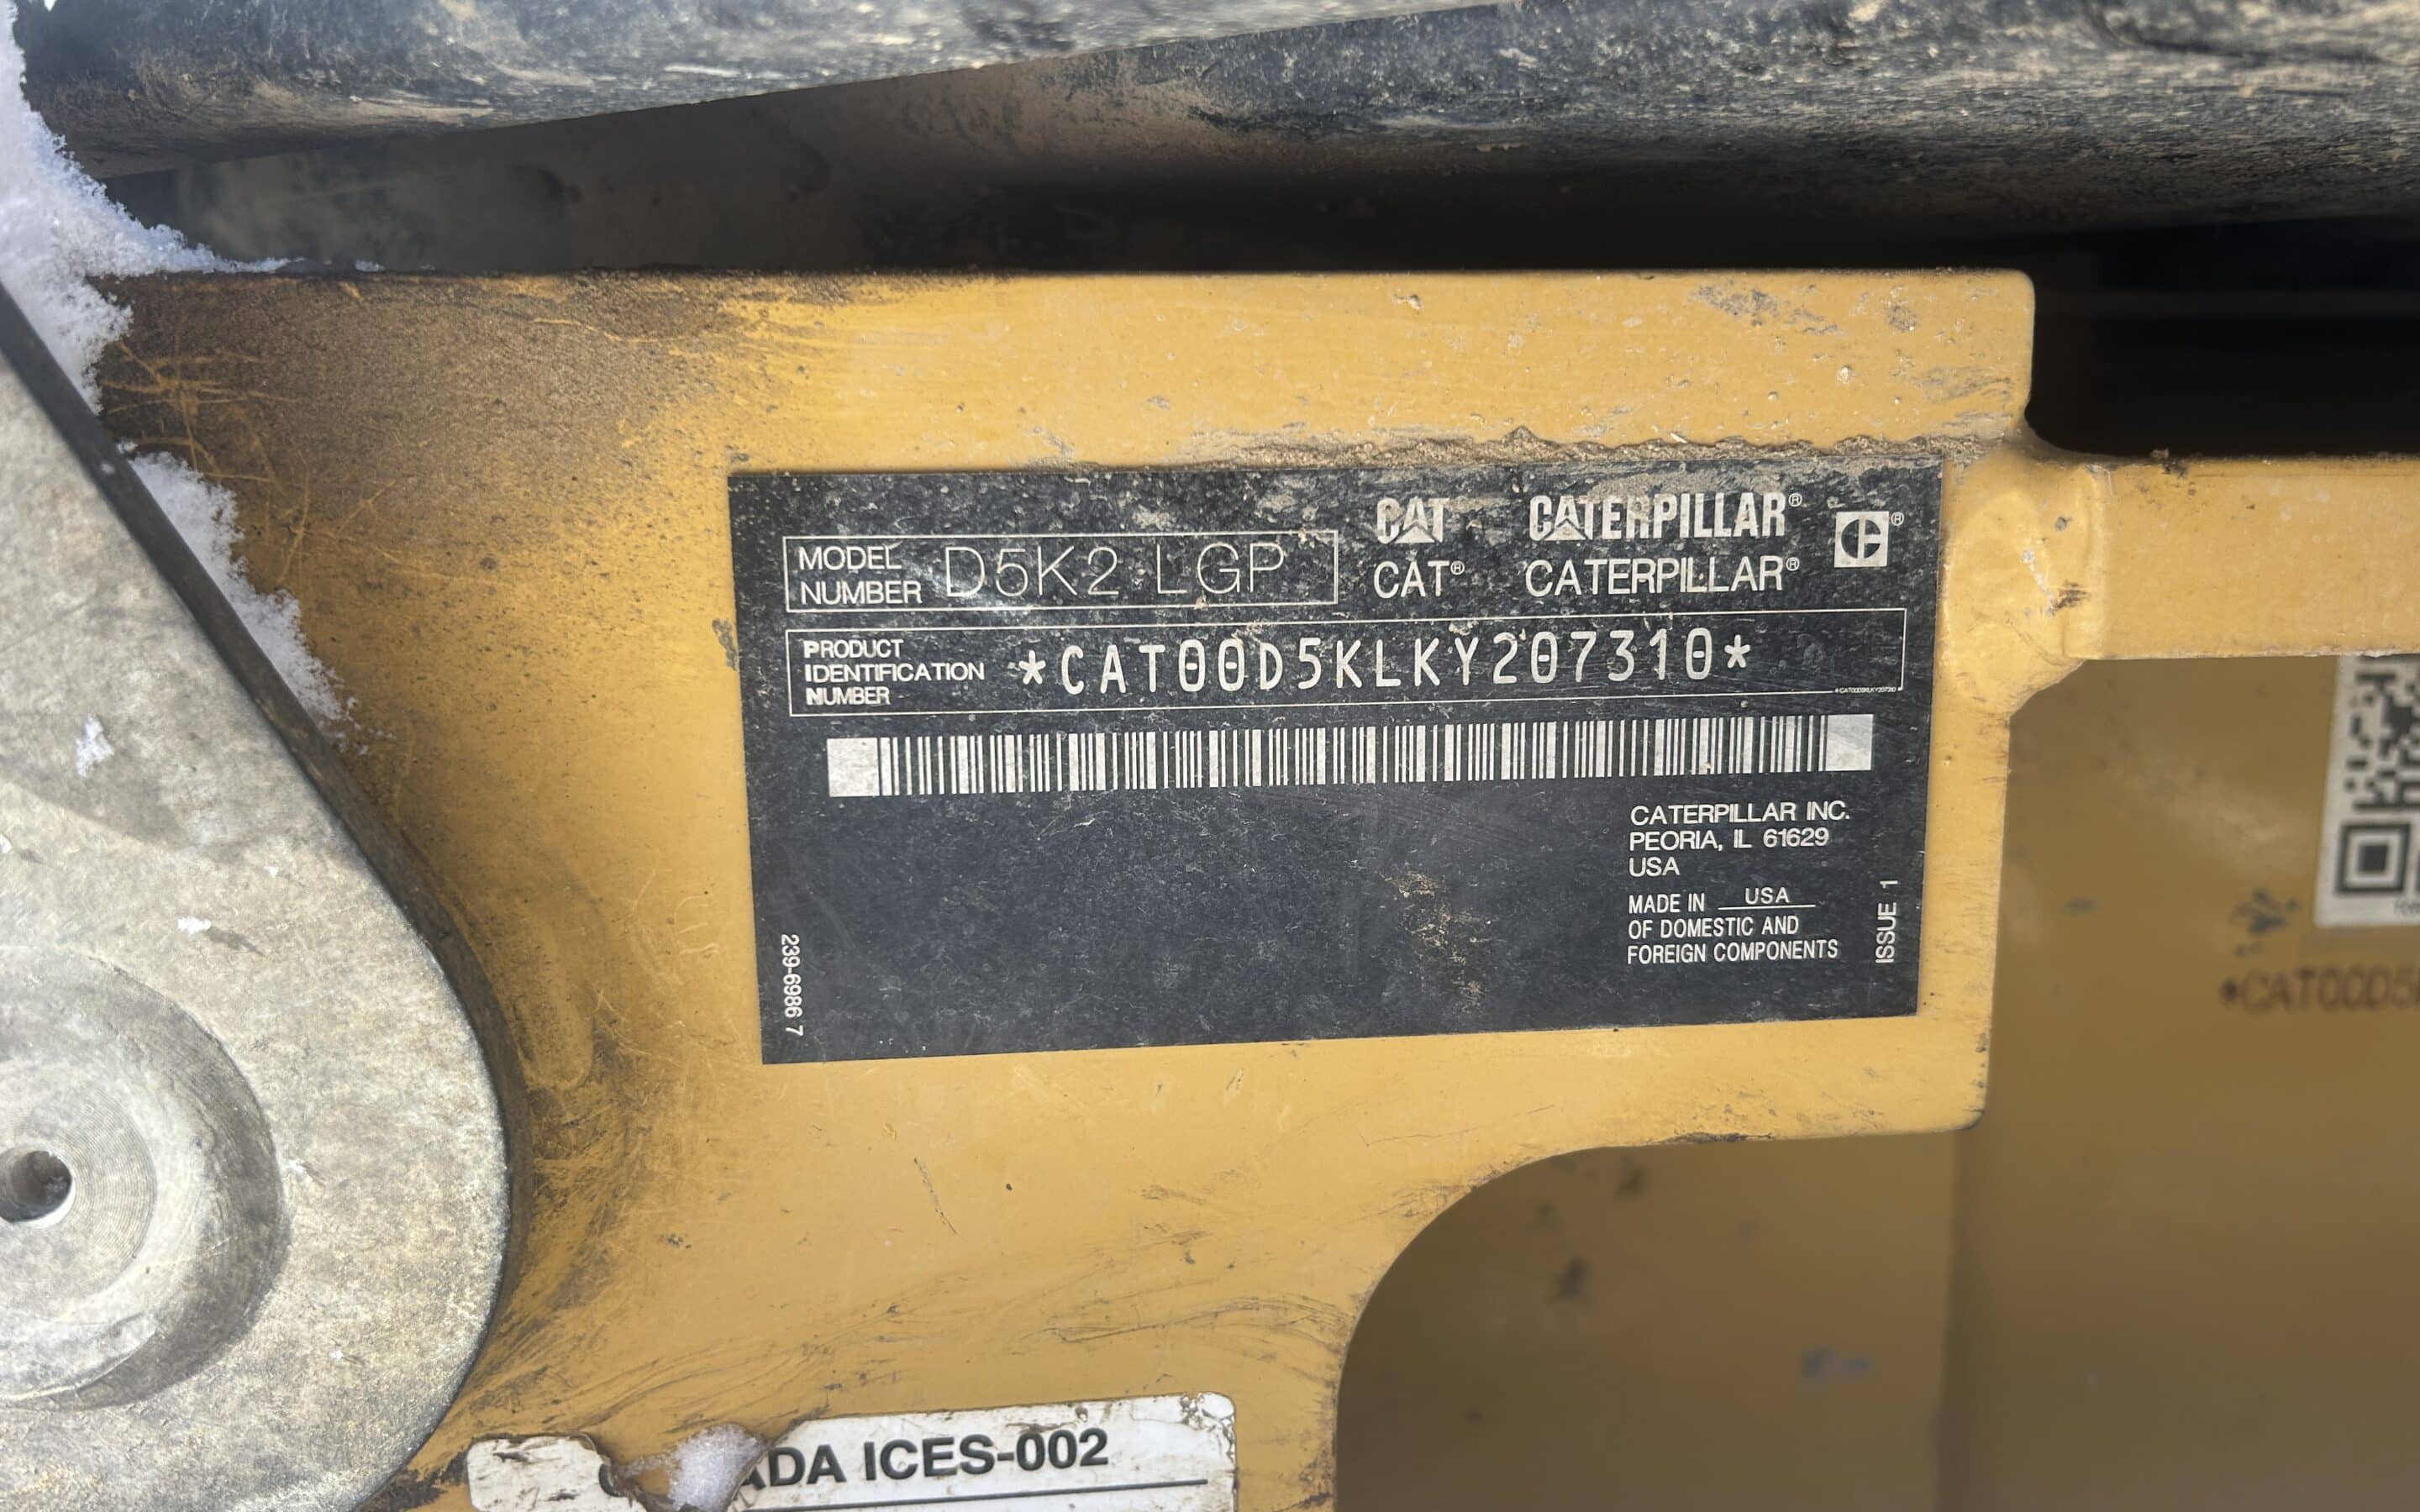 MODEL NUMBER D5K2 LGP
CAT CATERPILLAR®
CAT® CATERPILLAR®
PRODUCT IDENTIFICATION NUMBER *CAT00D5KLKY207310*
CATERPILLAR INC.
PEORIA, IL 61629
USA
MADE IN USA
OF DOMESTIC AND
FOREIGN COMPONENTS
ISSUE 1
239-6986 7
*CAT00D5
ADA ICES-002